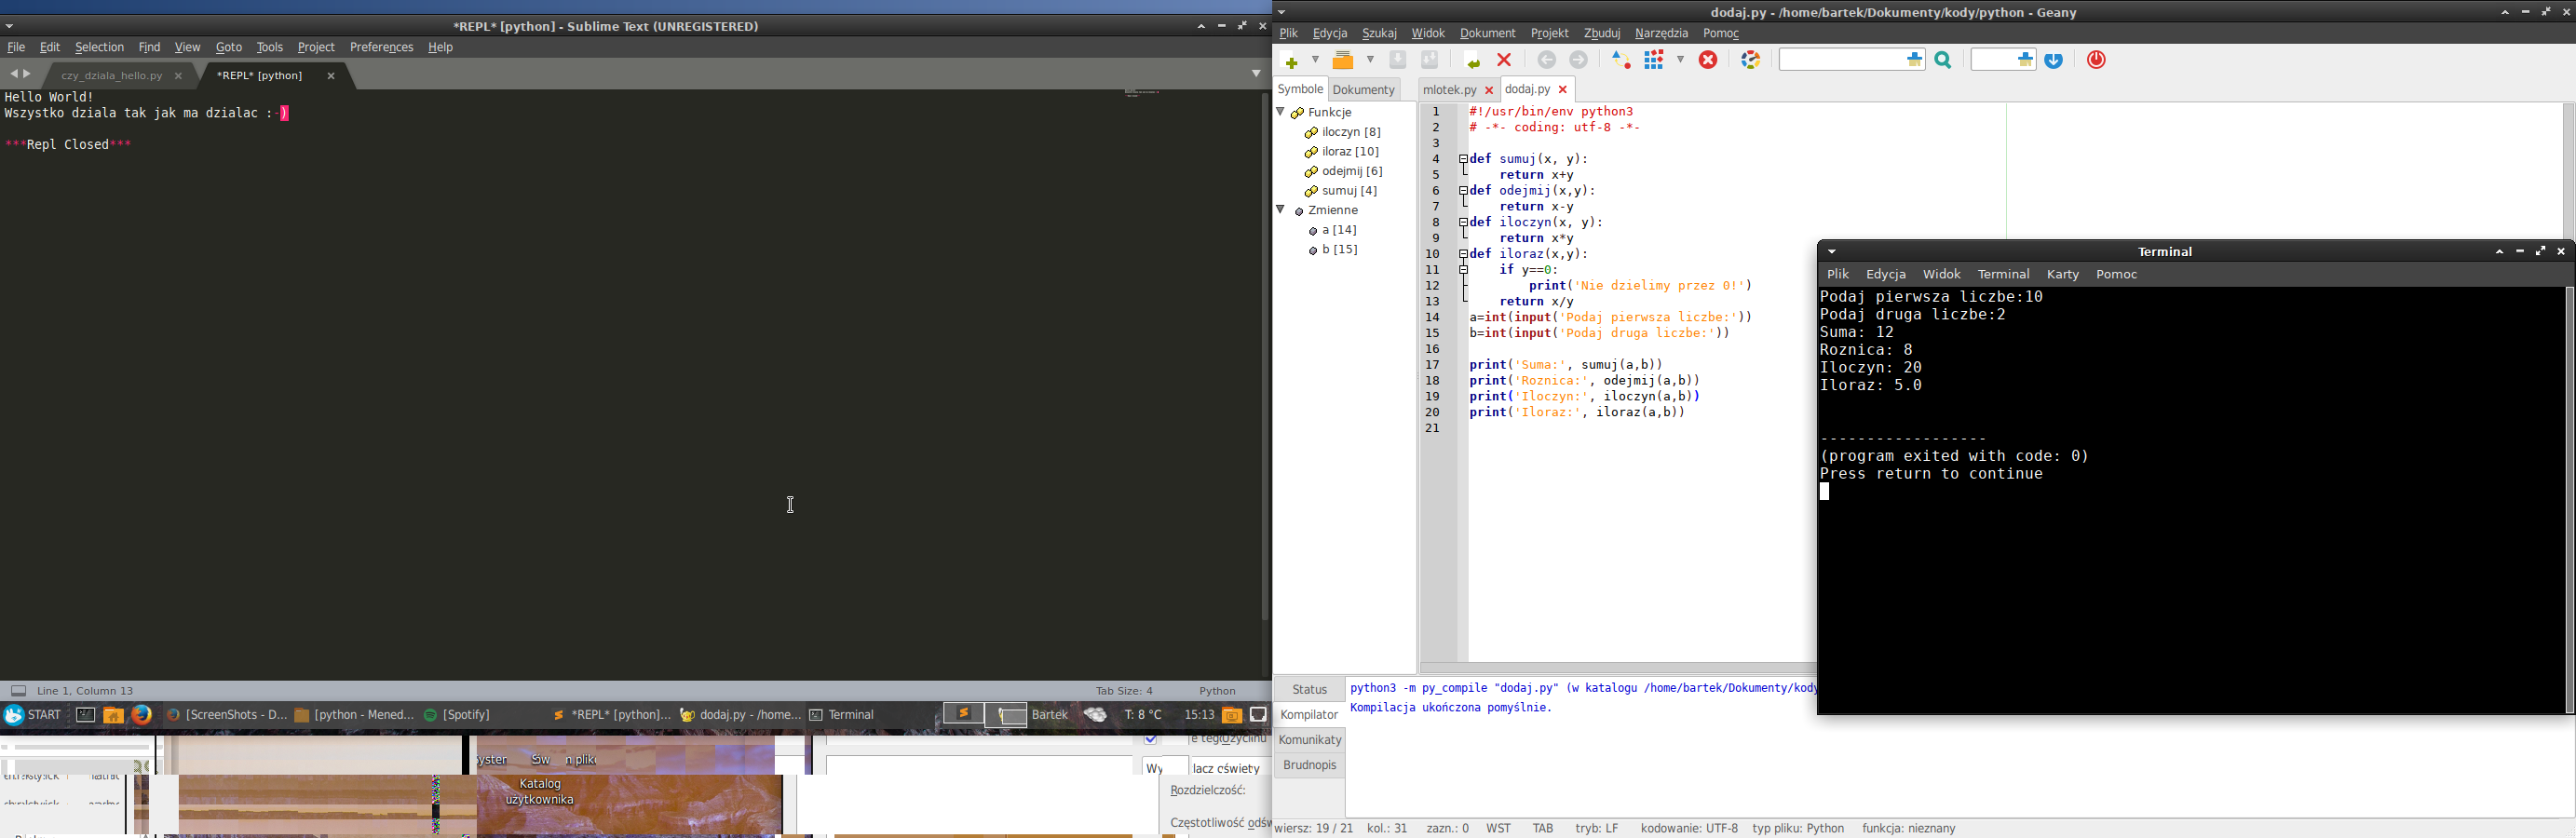 *REPL* [python] - Sublime Text (UNREGISTERED)
File Edit Selection Find View Goto Tools Project Preferences Help
czy_dziala_hello.py
*REPL* [python]
Hello World!
Wszystko dziala tak jak ma dzialac :-)
***Repl Closed***
Line 1, Column 13
Tab Size: 4
Python
START
[ScreenShots - D...
[python - Mened...
[Spotify]
*REPL* [python]...
dodaj.py - /home...
Terminal
Bartek
T: 8 °C
15:13
Katalog
użytkownika
Rozdzielczość:
dodaj.py - /home/bartek/Dokumenty/kody/python - Geany
Plik Edycja Szukaj Widok Dokument Projekt Zbuduj Narzędzia Pomoc
Symbole Dokumenty
Funkcje
iloczyn [8]
iloraz [10]
odejmij [6]
sumuj [4]
Zmienne
a [14]
b [15]
mlotek.py
dodaj.py
1 #!/usr/bin/env python3
2 # -*- coding: utf-8 -*-
3
4 def sumuj(x, y):
5 return x+y
6 def odejmij(x,y):
7 return x-y
8 def iloczyn(x, y):
9 return x*y
10 def iloraz(x,y):
11 if y==0:
12 print('Nie dzielimy przez 0!')
13 return x/y
14 a=int(input('Podaj pierwsza liczbe:'))
15 b=int(input('Podaj druga liczbe:'))
16
17 print('Suma:', sumuj(a,b))
18 print('Roznica:', odejmij(a,b))
19 print('Iloczyn:', iloczyn(a,b))
20 print('Iloraz:', iloraz(a,b))
21
Terminal
Plik Edycja Widok Terminal Karty Pomoc
Podaj pierwsza liczbe:10
Podaj druga liczbe:2
Suma: 12
Roznica: 8
Iloczyn: 20
Iloraz: 5.0
------------------
(program exited with code: 0)
Press return to continue
Status
Kompilator
Komunikaty
Brudnopis
python3 -m py_compile "dodaj.py" (w katalogu /home/bartek/Dokumenty/kody
Kompilacja ukończona pomyślnie.
wiersz: 19 / 21 kol.: 31 zazn.: 0 WST TAB tryb: LF kodowanie: UTF-8 typ pliku: Python funkcja: nieznany